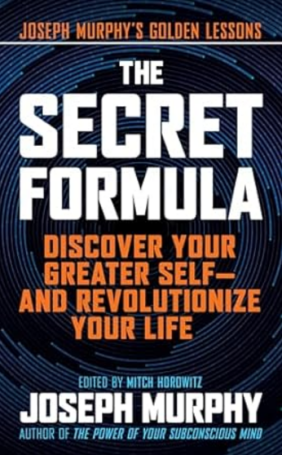 JOSEPH MURPHY'S GOLDEN LESSONS
THE
SECRET
FORMULA
DISCOVER YOUR
GREATER SELF—
AND REVOLUTIONIZE
YOUR LIFE
EDITED BY MITCH HOROWITZ
JOSEPH MURPHY
AUTHOR OF THE POWER OF YOUR SUBCONSCIOUS MIND